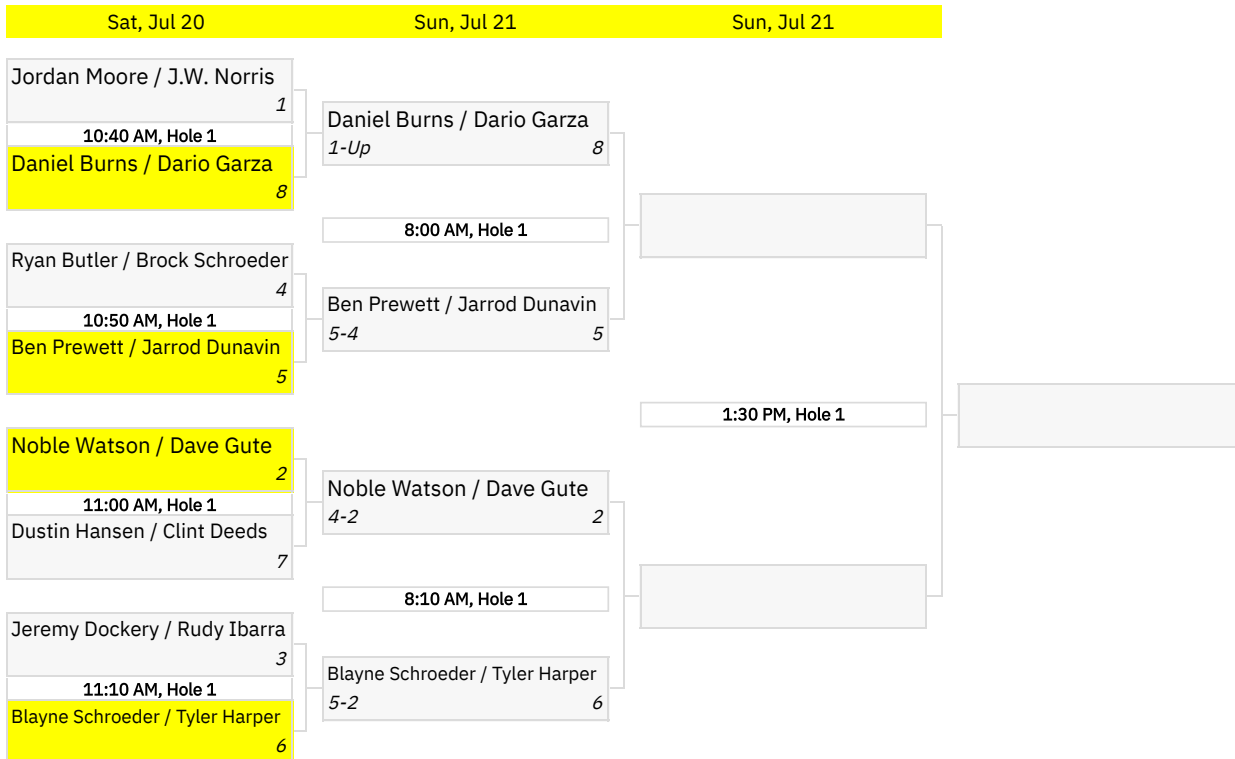 Sat, Jul 20
Sun, Jul 21
Sun, Jul 21
Jordan Moore / J.W. Norris
1
10:40 AM, Hole 1
Daniel Burns / Dario Garza
8
Ryan Butler / Brock Schroeder
4
10:50 AM, Hole 1
Ben Prewett / Jarrod Dunavin
5
Noble Watson / Dave Gute
2
11:00 AM, Hole 1
Dustin Hansen / Clint Deeds
7
Jeremy Dockery / Rudy Ibarra
3
11:10 AM, Hole 1
Blayne Schroeder / Tyler Harper
6
Daniel Burns / Dario Garza
1-Up 8
8:00 AM, Hole 1
Ben Prewett / Jarrod Dunavin
5-4 5
Noble Watson / Dave Gute
4-2 2
8:10 AM, Hole 1
Blayne Schroeder / Tyler Harper
5-2 6
1:30 PM, Hole 1